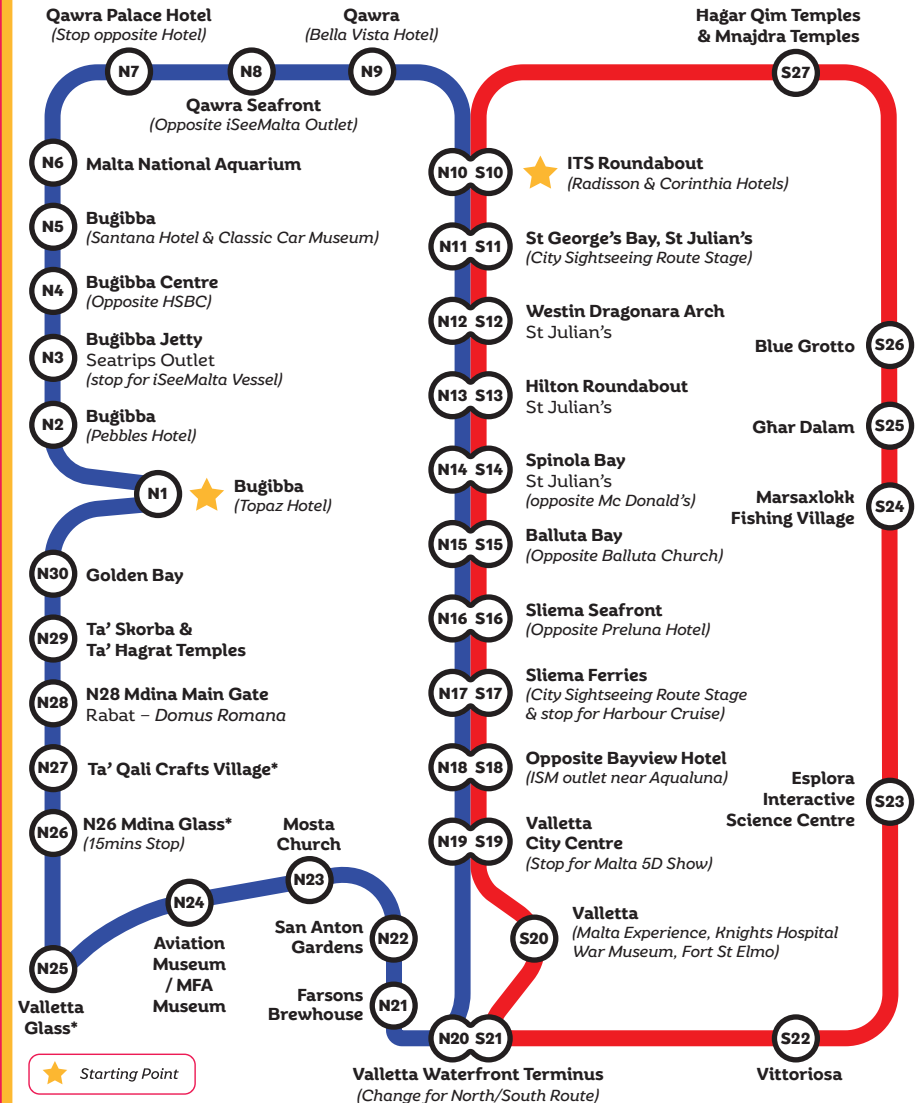 Qawra Palace Hotel
(Stop opposite Hotel)
N7
N8
Qawra Seafront
(Opposite iSeeMalta Outlet)
Qawra
(Bella Vista Hotel)
N9
Haġar Qim Temples
& Mnajdra Temples
S27
N6 Malta National Aquarium
N5 Buġibba
(Santana Hotel & Classic Car Museum)
N4 Buġibba Centre
(Opposite HSBC)
N3 Buġibba Jetty
Seatrips Outlet
(stop for iSeeMalta Vessel)
N2 Buġibba
(Pebbles Hotel)
N1 Buġibba
(Topaz Hotel)
N30 Golden Bay
N29 Ta’ Skorba &
Ta’ Hagrat Temples
N28 N28 Mdina Main Gate
Rabat – Domus Romana
N27 Ta’ Qali Crafts Village*
N26 N26 Mdina Glass*
(15mins Stop)
N25
Valletta
Glass*
N24
Aviation
Museum
/ MFA
Museum
Mosta
Church
N23
San Anton
Gardens
N22
Farsons
Brewhouse
N21
N10 S10 ITS Roundabout
(Radisson & Corinthia Hotels)
N11 S11 St George’s Bay, St Julian’s
(City Sightseeing Route Stage)
N12 S12 Westin Dragonara Arch
St Julian’s
N13 S13 Hilton Roundabout
St Julian’s
N14 S14 Spinola Bay
St Julian’s
(opposite Mc Donald’s)
N15 S15 Balluta Bay
(Opposite Balluta Church)
N16 S16 Sliema Seafront
(Opposite Preluna Hotel)
N17 S17 Sliema Ferries
(City Sightseeing Route Stage
& stop for Harbour Cruise)
N18 S18 Opposite Bayview Hotel
(ISM outlet near Aqualuna)
N19 S19 Valletta
City Centre
(Stop for Malta 5D Show)
S20 Valletta
(Malta Experience, Knights Hospital
War Museum, Fort St Elmo)
N20 S21
Valletta Waterfront Terminus
(Change for North/South Route)
Blue Grotto S26
Għar Dalam S25
Marsaxlokk
Fishing Village
S24
Esplora
Interactive
Science Centre
S23
S22
Vittoriosa
Starting Point